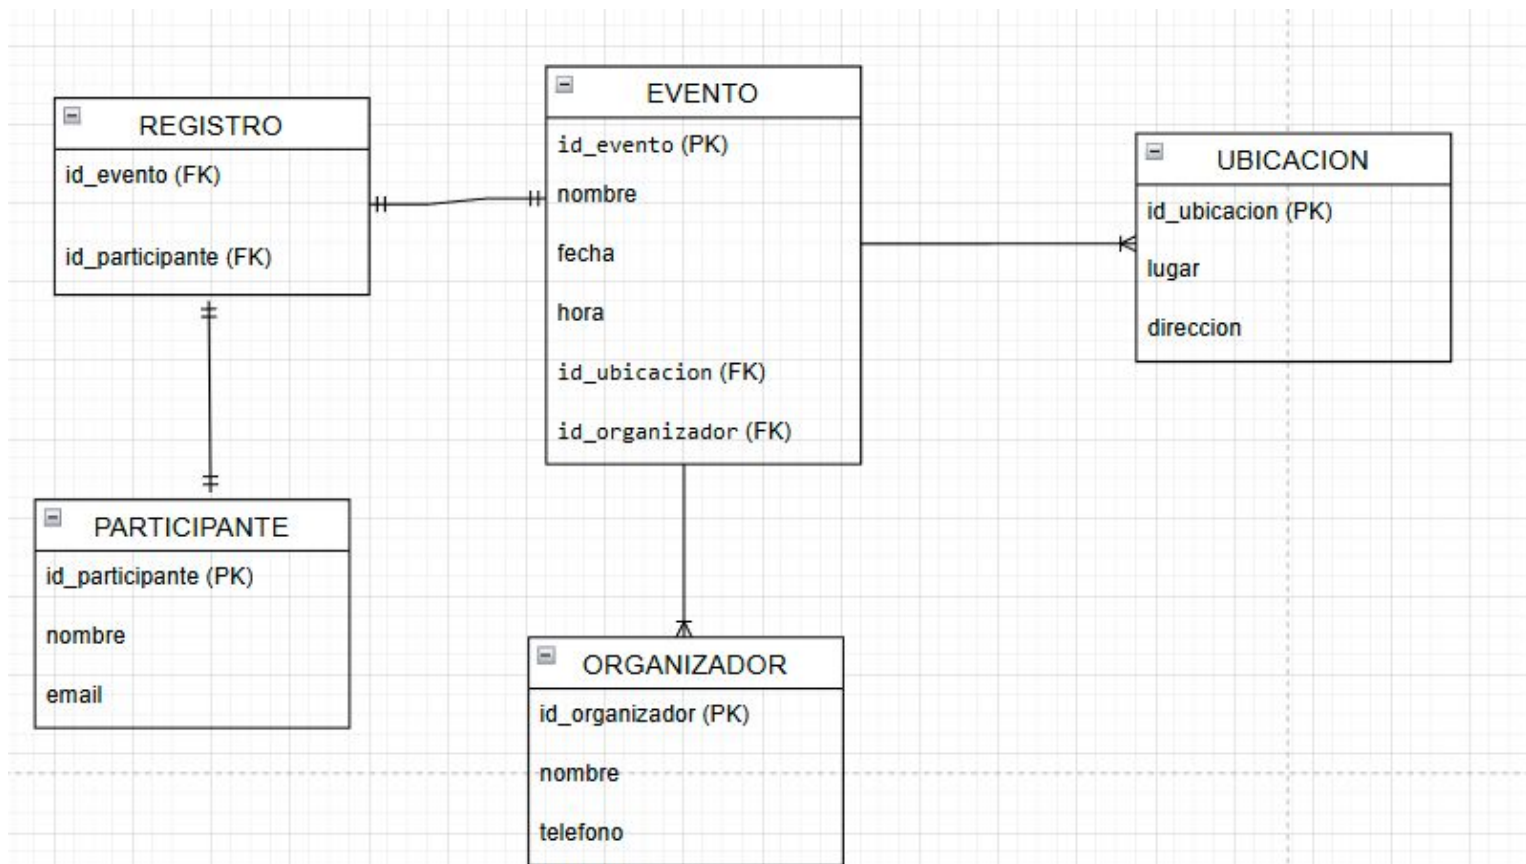 REGISTRO
id_evento (FK)
id_participante (FK)
EVENTO
id_evento (PK)
nombre
fecha
hora
id_ubicacion (FK)
id_organizador (FK)
UBICACION
id_ubicacion (PK)
lugar
direccion
PARTICIPANTE
id_participante (PK)
nombre
email
ORGANIZADOR
id_organizador (PK)
nombre
telefono